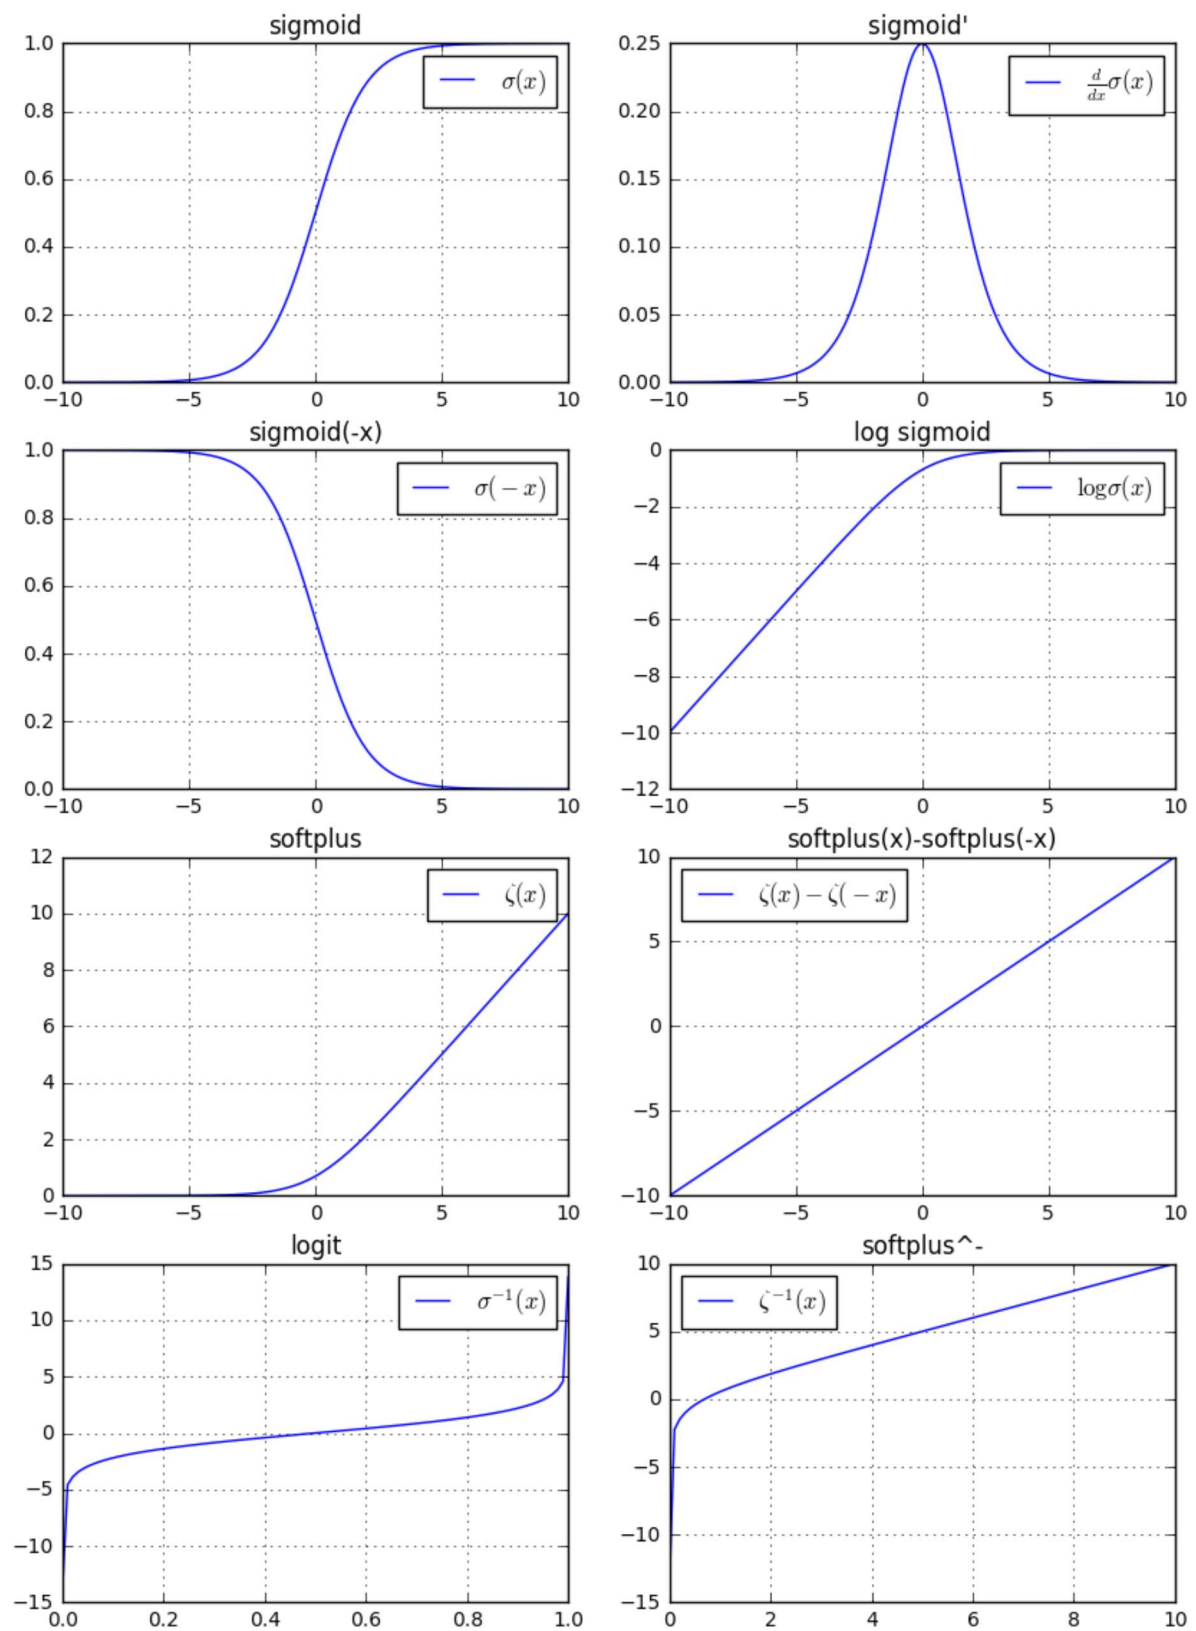 sigmoid
σ(x)
1.0
0.8
0.6
0.4
0.2
0.0
−10 −5 0 5 10
sigmoid'
d/dx σ(x)
0.25
0.20
0.15
0.10
0.05
0.00
−10 −5 0 5 10
sigmoid(-x)
σ(−x)
1.0
0.8
0.6
0.4
0.2
0.0
−10 −5 0 5 10
log sigmoid
logσ(x)
0
−2
−4
−6
−8
−10
−12
−10 −5 0 5 10
softplus
ζ(x)
12
10
8
6
4
2
0
−10 −5 0 5 10
softplus(x)-softplus(-x)
ζ(x)−ζ(−x)
10
5
0
−5
−10
−10 −5 0 5 10
logit
σ⁻¹(x)
15
10
5
0
−5
−10
−15
0.0 0.2 0.4 0.6 0.8 1.0
softplus^-
ζ⁻¹(x)
10
5
0
−5
−10
−15
0 2 4 6 8 10